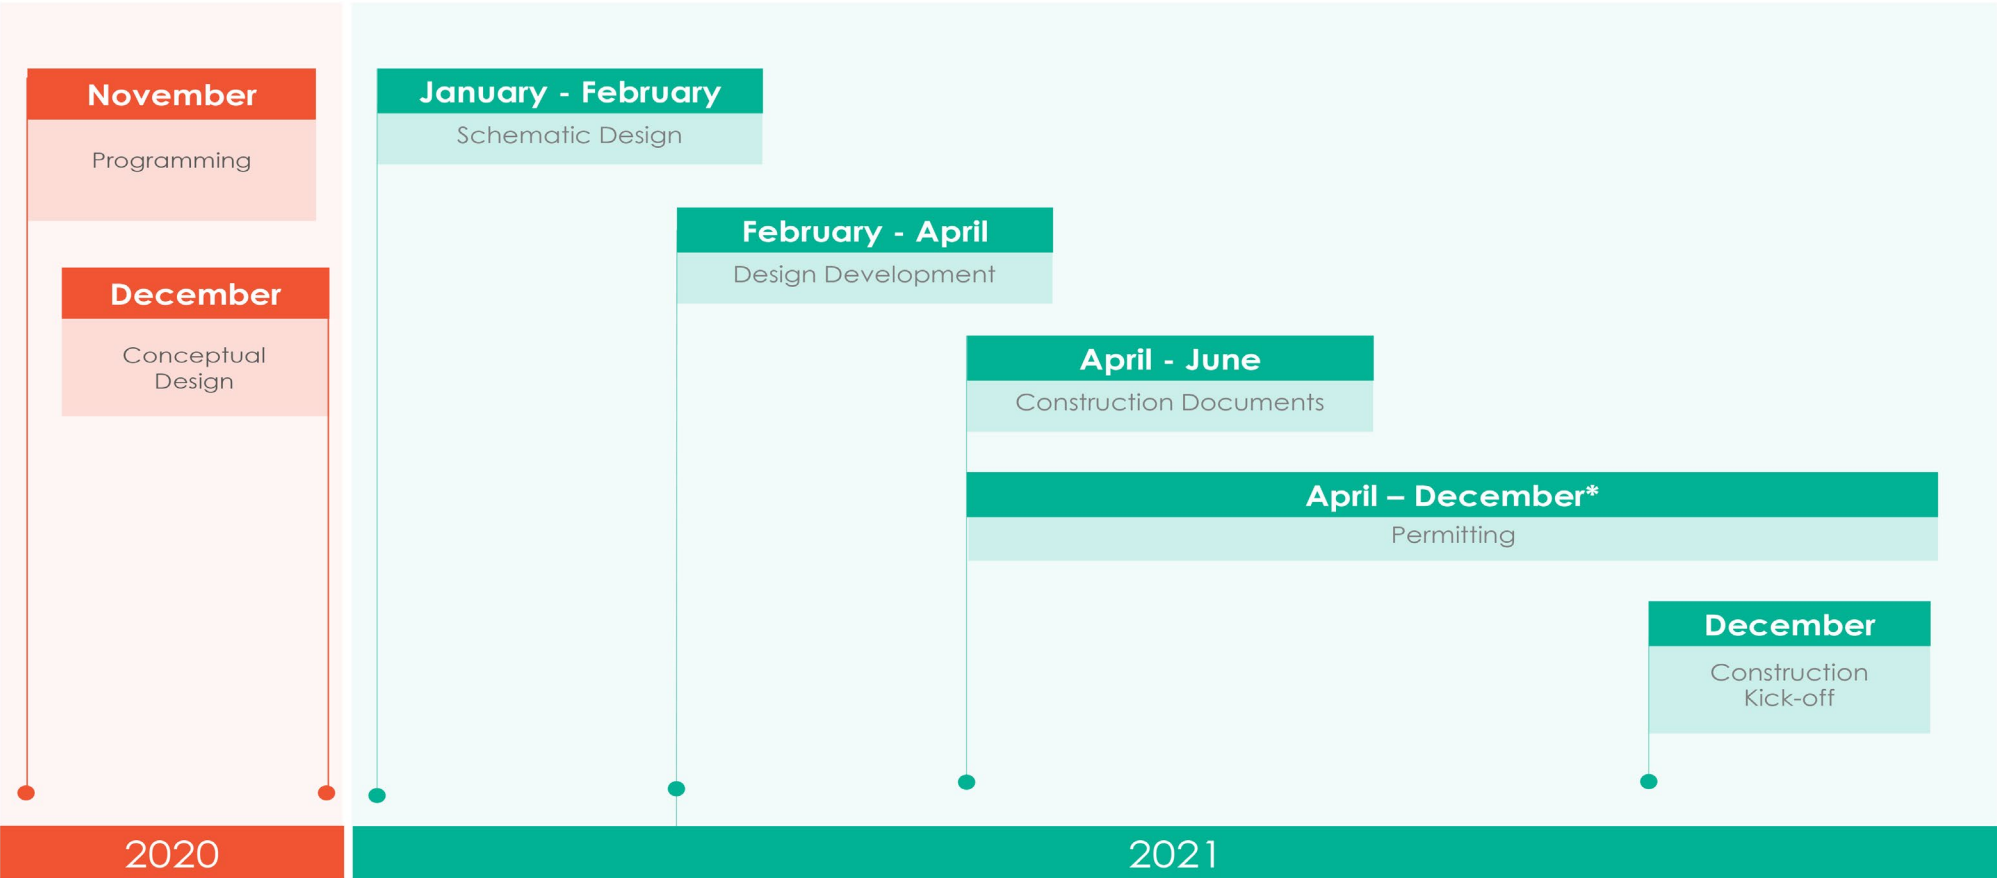 November
Programming
December
Conceptual
Design
January - February
Schematic Design
February - April
Design Development
April - June
Construction Documents
April – December*
Permitting
December
Construction
Kick-off
2020
2021